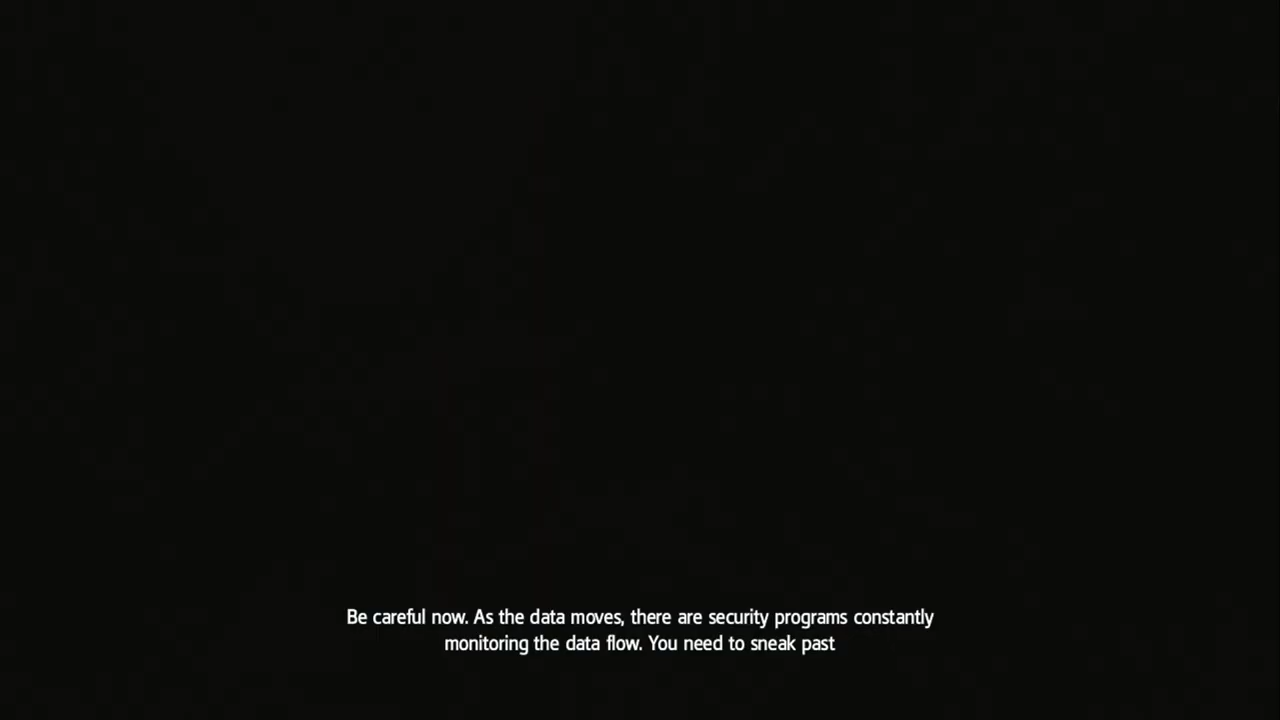 Be careful now. As the data moves, there are security programs constantly
monitoring the data flow. You need to sneak past